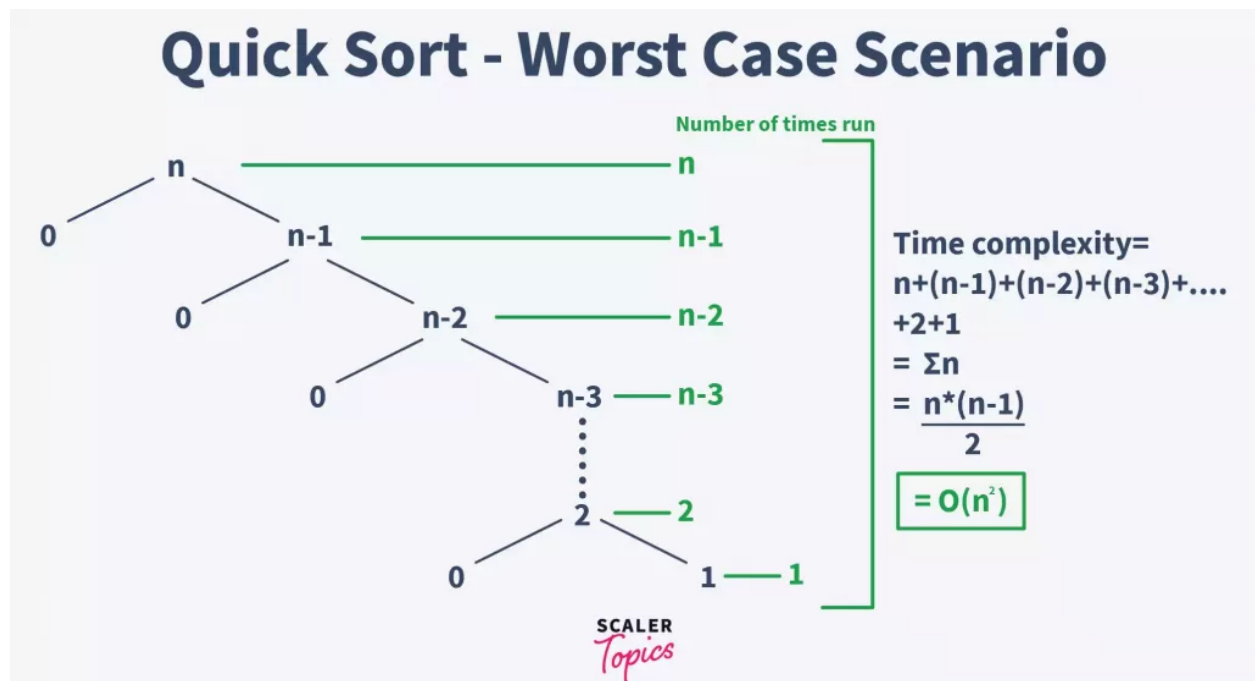 Quick Sort - Worst Case Scenario
Number of times run
n
n
0
n-1
n-1
0
n-2
n-2
0
n-3
n-3
2
2
0
1
1
Time complexity=
n+(n-1)+(n-2)+(n-3)+....
+2+1
= Σn
= n*(n-1)
2
= O(n²)
SCALER
Topics